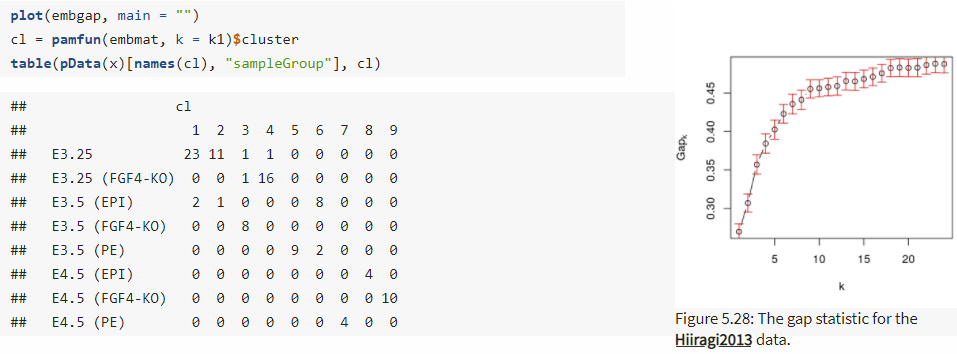 plot(embgap, main = "")
cl = pamfun(embmat, k = k1)$cluster
table(pData(x)[names(cl), "sampleGroup"], cl)
##                   cl
##                     1  2  3  4  5  6  7  8  9
##   E3.25            23 11  1  1  0  0  0  0  0
##   E3.25 (FGF4-KO)   0  0  1 16  0  0  0  0  0
##   E3.5 (EPI)        2  1  0  0  0  8  0  0  0
##   E3.5 (FGF4-KO)    0  0  8  0  0  0  0  0  0
##   E3.5 (PE)         0  0  0  0  9  2  0  0  0
##   E4.5 (EPI)        0  0  0  0  0  0  0  4  0
##   E4.5 (FGF4-KO)    0  0  0  0  0  0  0  0 10
##   E4.5 (PE)         0  0  0  0  0  0  4  0  0
Gapk
0.45
0.40
0.35
0.30
5 10 15 20
k
Figure 5.28: The gap statistic for the
Hiiragi2013 data.